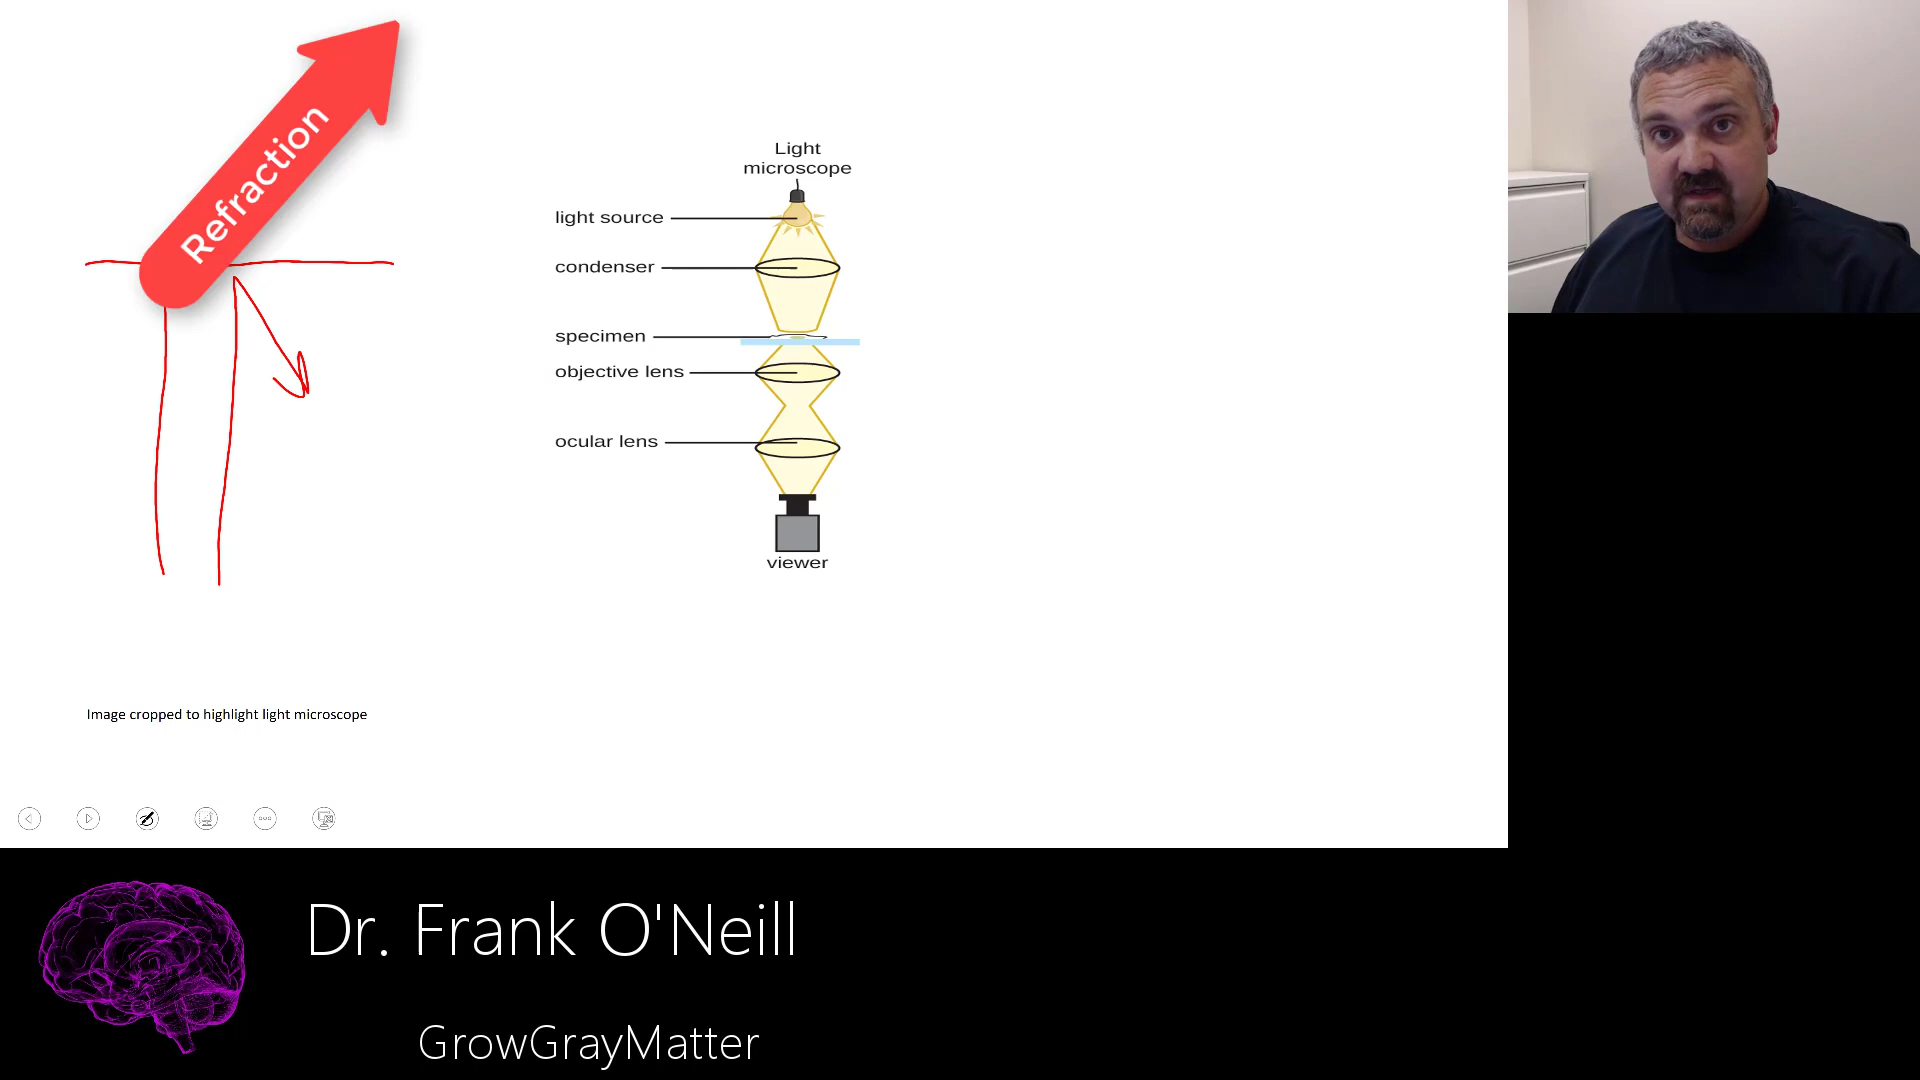 Refraction
Light
microscope
light source
condenser
specimen
objective lens
ocular lens
viewer
Image cropped to highlight light microscope
Dr. Frank O'Neill
GrowGrayMatter